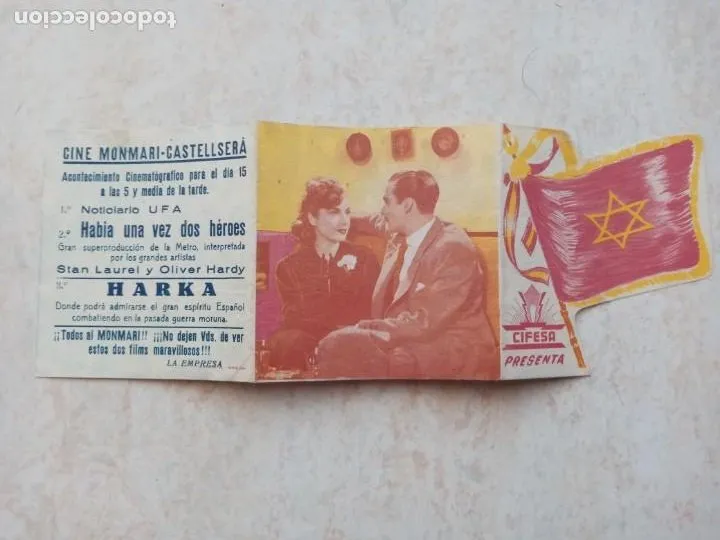 todocoleccion
CINE MONMARI-CASTELLSERÀ
Acontecimiento Cinematográfico para el día 15
a las 5 y media de la tarde.
1.º Noticiario UFA
2.º Había una vez dos héroes
Gran superproducción de la Metro, interpretada
por los grandes artistas
Stan Laurel y Oliver Hardy
HARKA
Donde podrá admirarse el gran espíritu Español
combatiendo en la pasada guerra moruna.
¡¡Todos al MONMARI!! ¡¡¡No dejen Vds. de ver
estos dos films maravillosos!!!
LA EMPRESA
CIFESA
PRESENTA